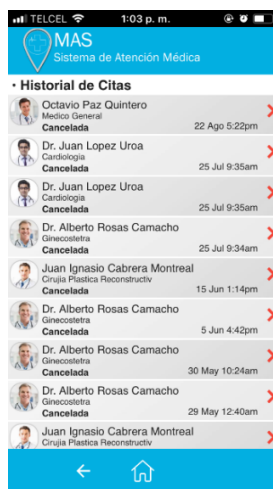 TELCEL 1:03 p. m.
MAS
Sistema de Atención Médica
• Historial de Citas
Octavio Paz Quintero
Medico General
Cancelada 22 Ago 5:22pm
Dr. Juan Lopez Uroa
Cardiologia
Cancelada 25 Jul 9:35am
Dr. Juan Lopez Uroa
Cardiologia
Cancelada 25 Jul 9:35am
Dr. Alberto Rosas Camacho
Ginecostetra
Cancelada 25 Jul 9:34am
Juan Ignasio Cabrera Montreal
Cirujia Plastica Reconstructiv
Cancelada 15 Jun 1:14pm
Dr. Alberto Rosas Camacho
Ginecostetra
Cancelada 5 Jun 4:42pm
Dr. Alberto Rosas Camacho
Ginecostetra
Cancelada 30 May 10:24am
Dr. Alberto Rosas Camacho
Ginecostetra
Cancelada 29 May 12:40am
Juan Ignasio Cabrera Montreal
Cirujia Plastica Reconstructiv